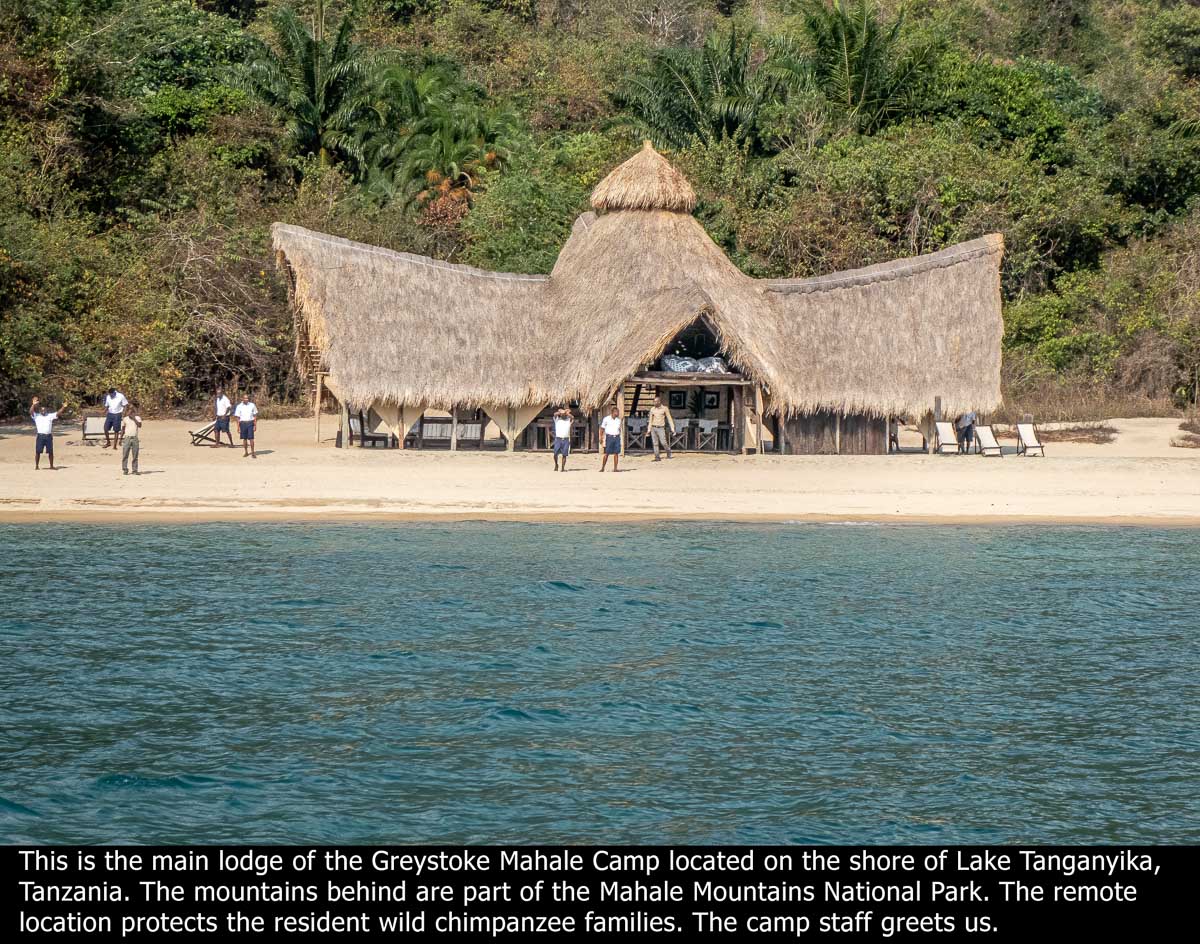 This is the main lodge of the Greystoke Mahale Camp located on the shore of Lake Tanganyika,
Tanzania. The mountains behind are part of the Mahale Mountains National Park. The remote
location protects the resident wild chimpanzee families. The camp staff greets us.